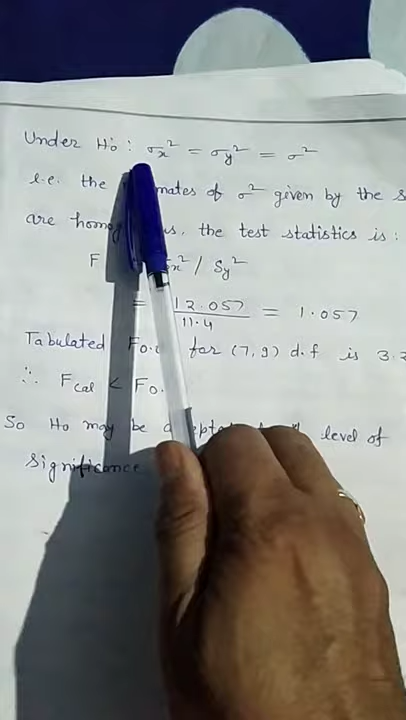 Under H₀ : σx² = σy² = σ²
i.e. the mates of σ² given by the s
are homog s, the test statistics is :
F x² / Sy²
= 12.057 / 11.4 = 1.057
Tabulated F₀. for (7,9) d.f is 3.2
∴ Fcal < F₀.
So H₀ may be level of
significance